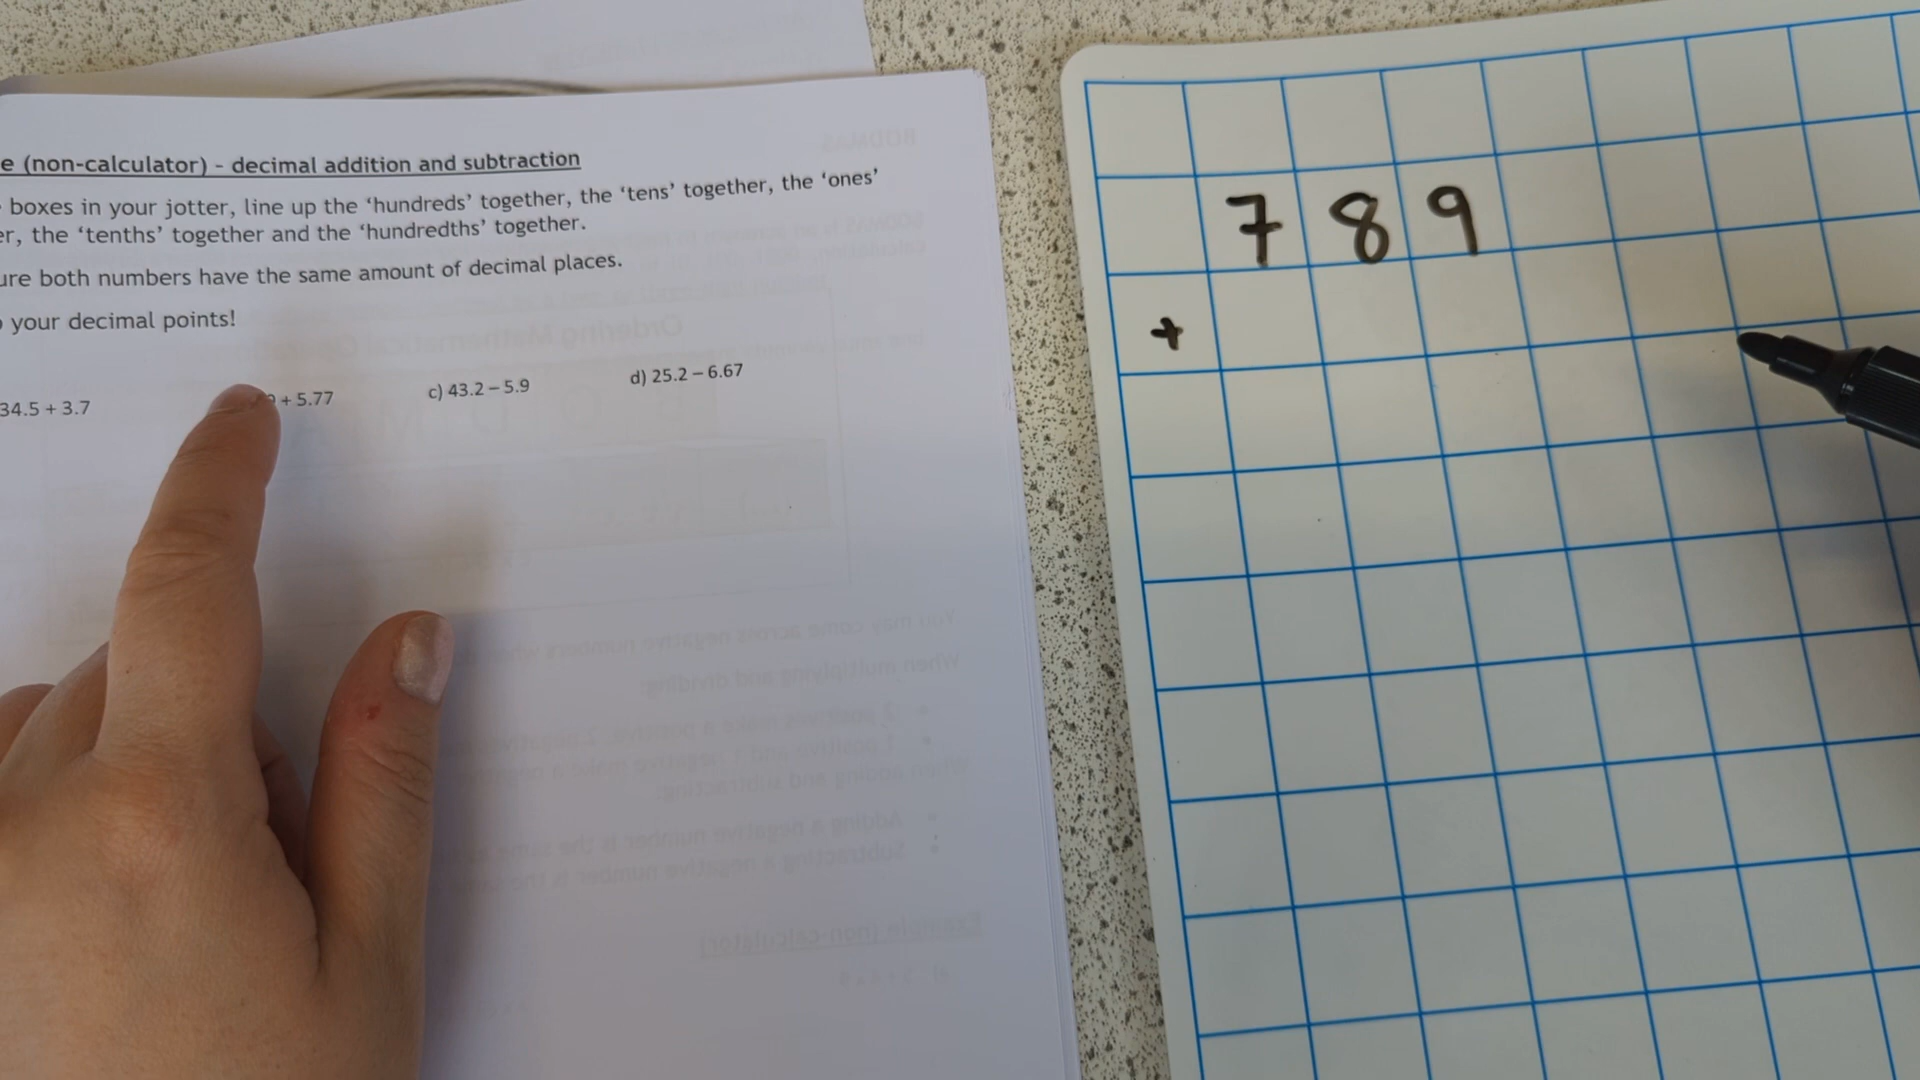 e (non-calculator) - decimal addition and subtraction
boxes in your jotter, line up the ‘hundreds’ together, the ‘tens’ together, the ‘ones’
er, the ‘tenths’ together and the ‘hundredths’ together.
ure both numbers have the same amount of decimal places.
your decimal points!
34.5 + 3.7
+ 5.77
c) 43.2 – 5.9
d) 25.2 – 6.67
7 8 9
+